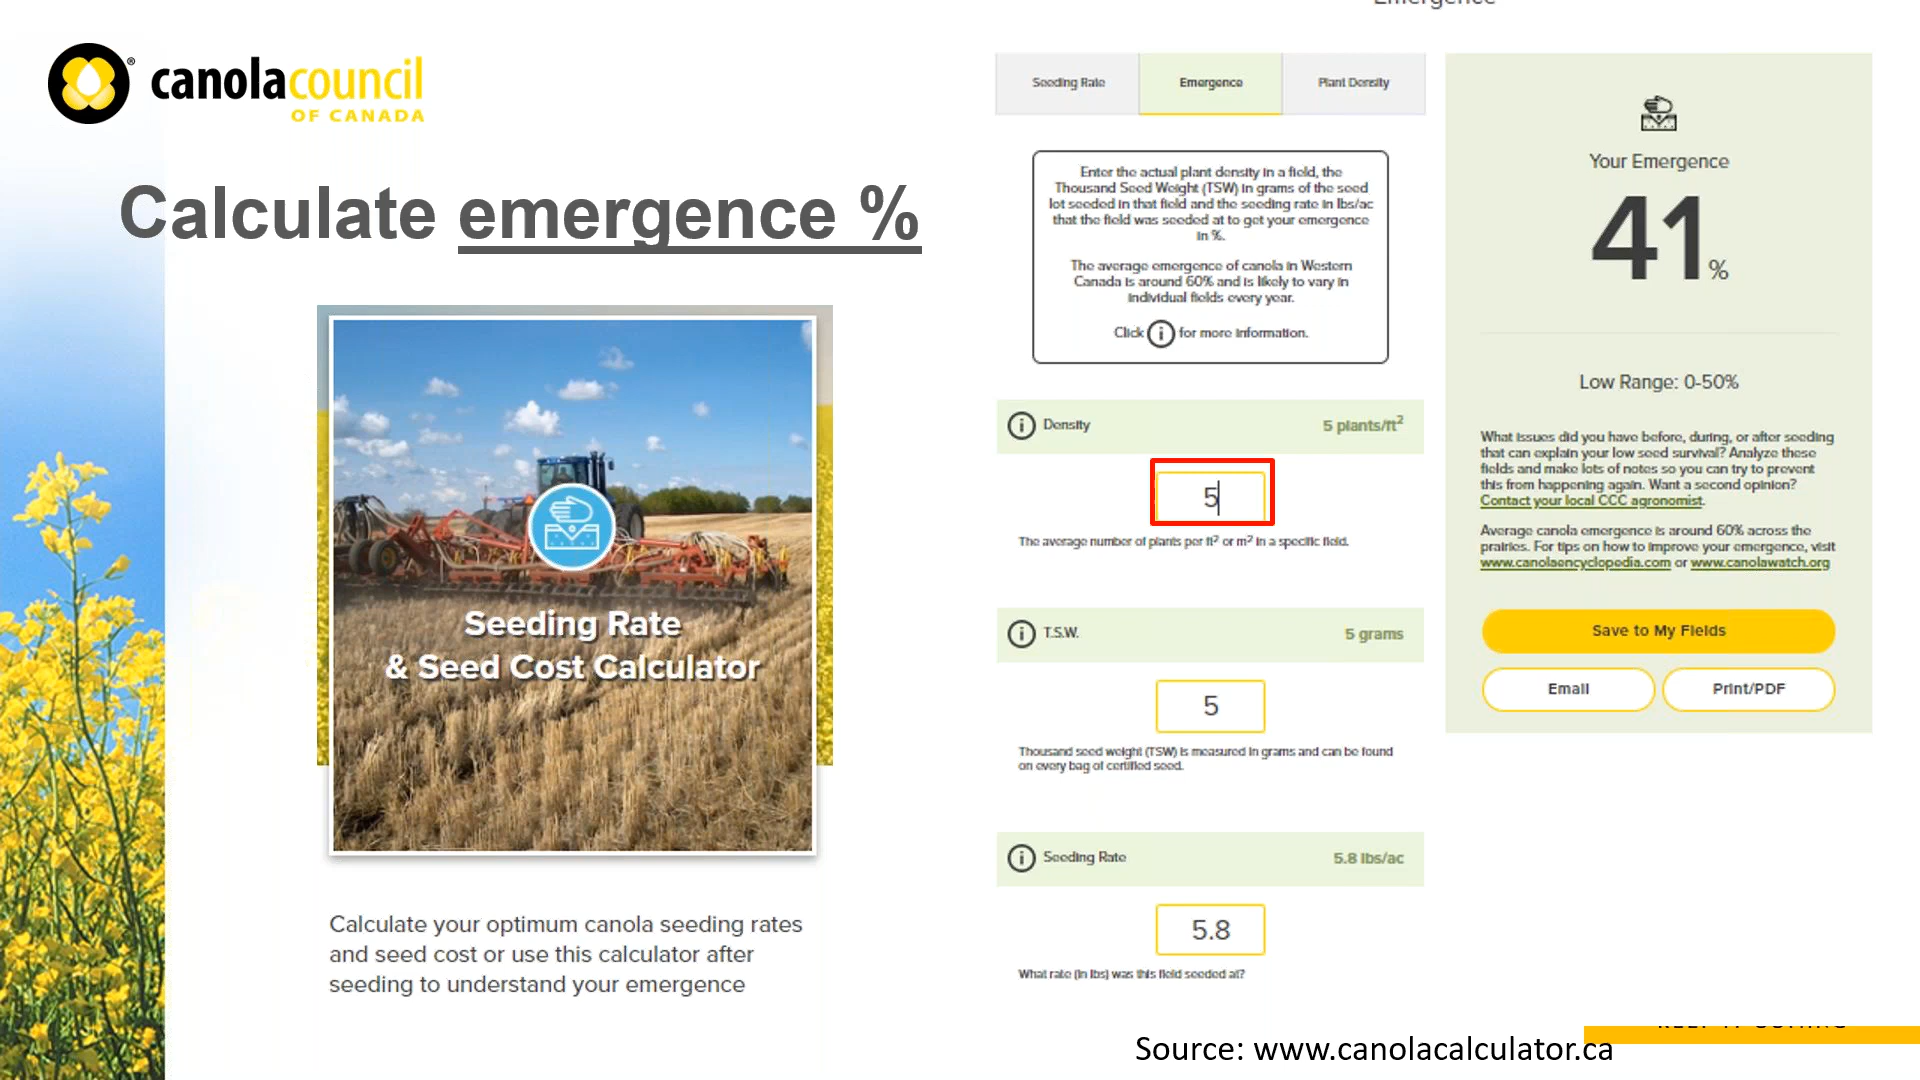 Emergence
canolacouncil
OF CANADA
®
Calculate emergence %
Seeding Rate
& Seed Cost Calculator
Calculate your optimum canola seeding rates
and seed cost or use this calculator after
seeding to understand your emergence
Seeding Rate
Emergence
Plant Density
Enter the actual plant density in a field, the
Thousand Seed Weight (TSW) in grams of the seed
lot seeded in that field and the seeding rate in lbs/ac
that the field was seeded at to get your emergence
in %.
The average emergence of canola in Western
Canada is around 60% and is likely to vary in
individual fields every year.
Click i for more information.
i Density 5 plants/ft²
5
The average number of plants per ft² or m² in a specific field.
i T.S.W. 5 grams
5
Thousand seed weight (TSW) is measured in grams and can be found
on every bag of certified seed.
i Seeding Rate 5.8 lbs/ac
5.8
What rate (in lbs) was this field seeded at?
Your Emergence
41%
Low Range: 0-50%
What issues did you have before, during, or after seeding
that can explain your low seed survival? Analyze these
fields and make lots of notes so you can try to prevent
this from happening again. Want a second opinion?
Contact your local CCC agronomist.
Average canola emergence is around 60% across the
prairies. For tips on how to improve your emergence, visit
www.canolaencyclopedia.com or www.canolawatch.org
Save to My Fields
Email
Print/PDF
Source: www.canolacalculator.ca